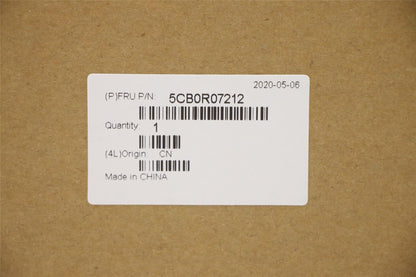 2020-05-06
(P)FRU P/N: 5CB0R07212
Quantity: 1
(4L)Origin: CN
Made in CHINA